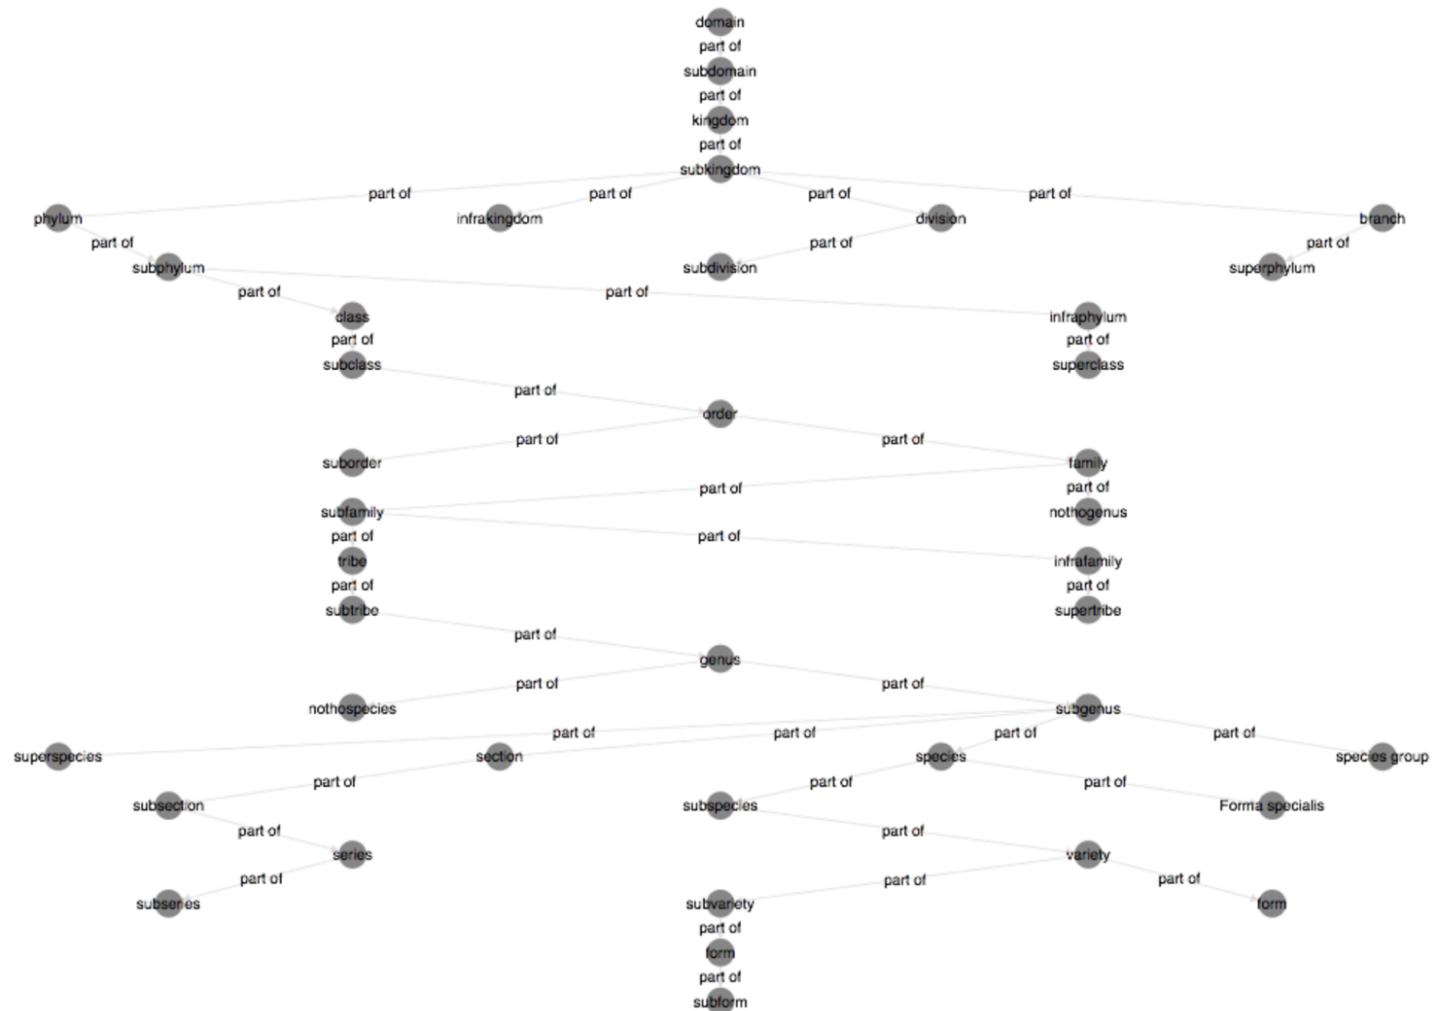 domain
part of
subdomain
part of
kingdom
part of
subkingdom
part of part of part of part of
phylum infrakingdom division branch
part of part of part of
subphylum subdivision superphylum
part of part of
class infraphylum
part of part of
subclass superclass
part of
order
part of part of
suborder family
part of part of
subfamily nothogenus
part of part of
tribe infrafamily
part of part of
subtribe supertribe
part of
genus
part of part of
nothospecies subgenus
part of part of part of part of
superspecies section species species group
part of part of part of
subsection subspecies Forma specialis
part of part of
series variety
part of part of part of
subseries subvariety form
part of
form
part of
subform